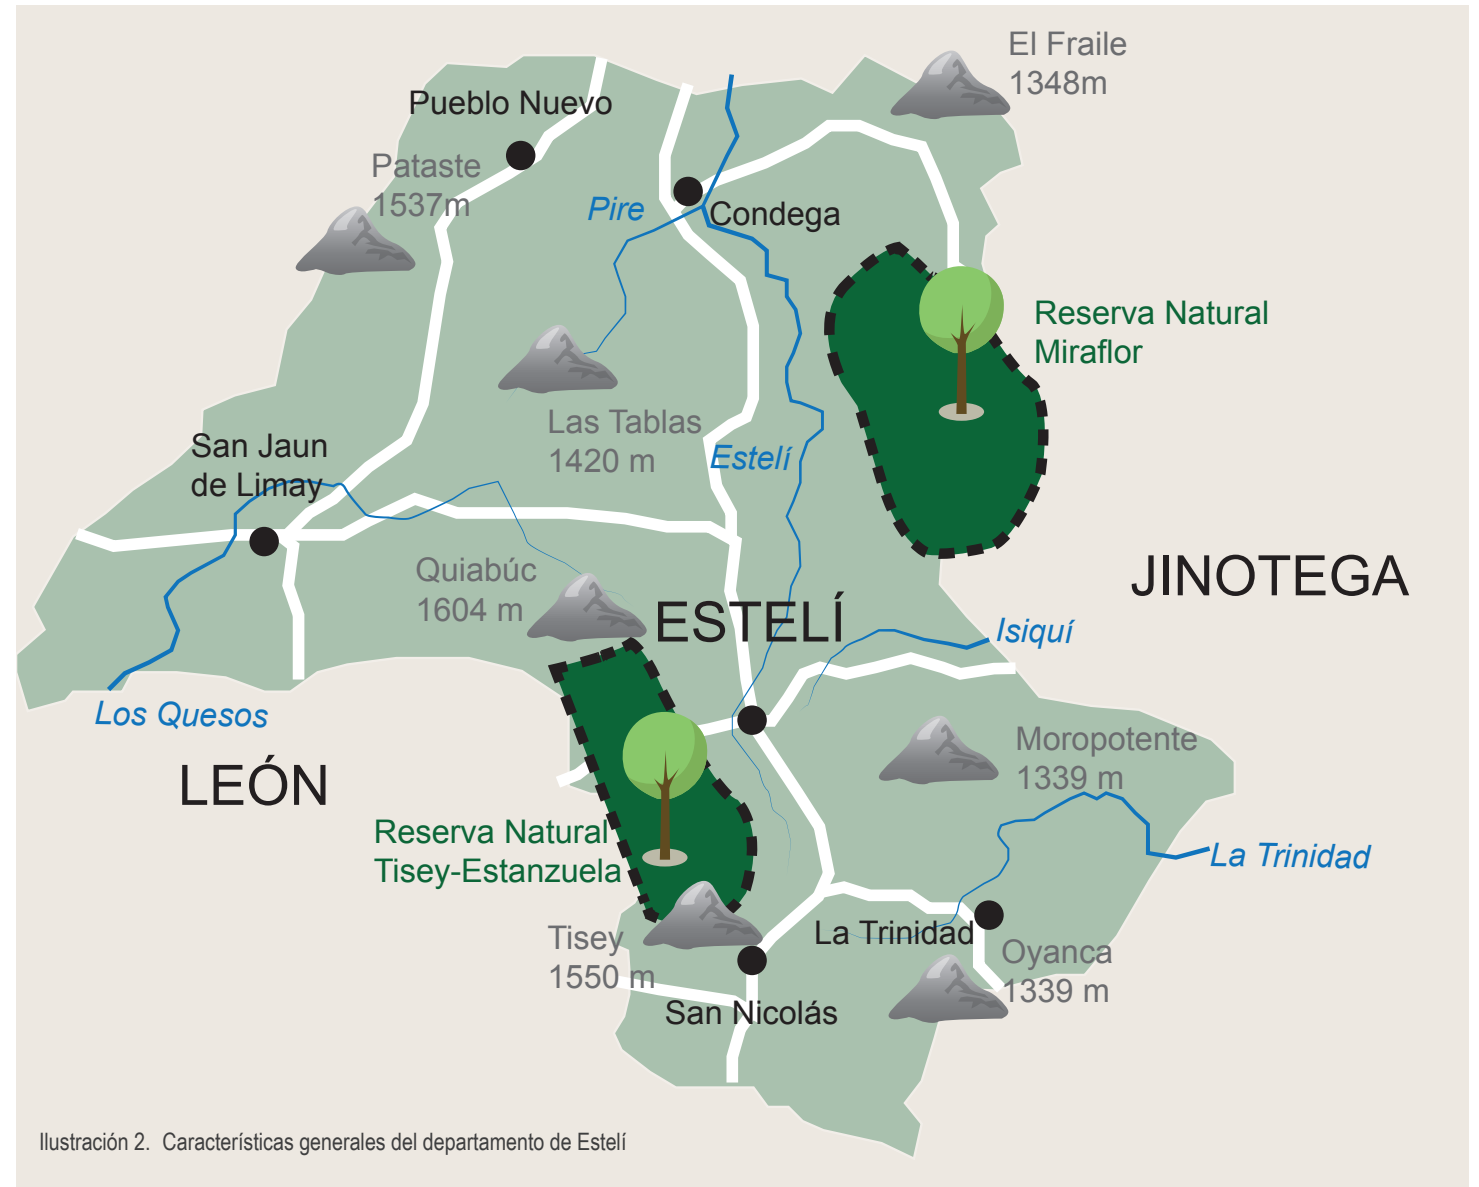 El Fraile
1348m
Pueblo Nuevo
Pataste
1537m
Pire
Condega
Reserva Natural
Miraflor
Las Tablas
1420 m
Estelí
San Jaun
de Limay
Quiabúc
1604 m
ESTELÍ
JINOTEGA
Isiquí
Los Quesos
LEÓN
Moropotente
1339 m
Reserva Natural
Tisey-Estanzuela
La Trinidad
La Trinidad
Tisey
1550 m
Oyanca
1339 m
San Nicolás
Ilustración 2. Características generales del departamento de Estelí